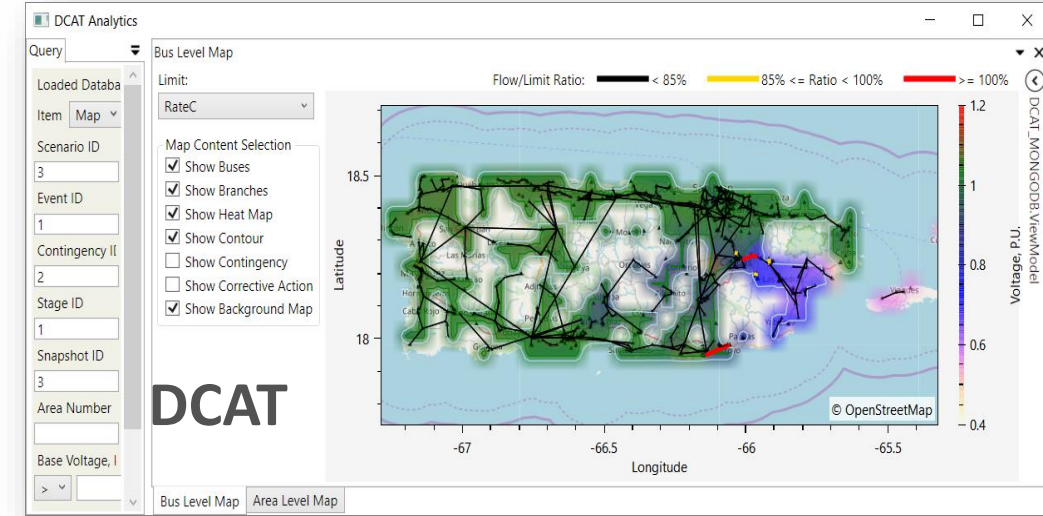 DCAT Analytics
Query
Loaded Databa
Item Map
Scenario ID
3
Event ID
1
Contingency I
2
Stage ID
1
Snapshot ID
3
Area Number
Base Voltage,
>
Bus Level Map
Limit:
RateC
Map Content Selection
Show Buses
Show Branches
Show Heat Map
Show Contour
Show Contingency
Show Corrective Action
Show Background Map
DCAT
Flow/Limit Ratio: < 85% 85% <= Ratio < 100% >= 100%
18.5
18
Latitude
-67 -66.5 -66 -65.5
Longitude
© OpenStreetMap
1.2
1
0.8
0.6
0.4
Voltage, P.U.
DCAT_MONGODB.ViewModel
Bus Level Map Area Level Map